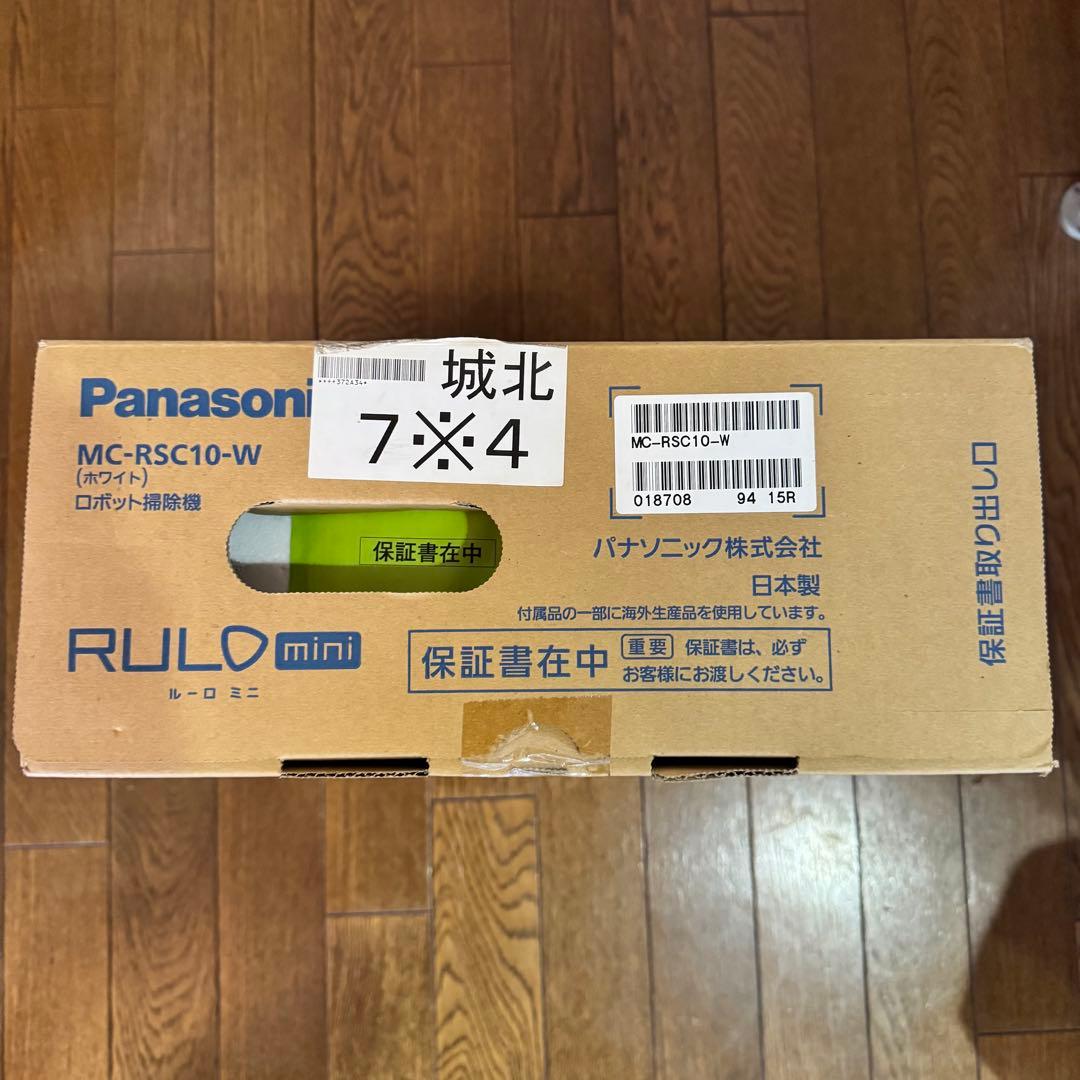 Panasoni
MC-RSC10-W
(ホワイト)
ロボット掃除機
****372A34*
城北
7※4
MC-RSC10-W
018708 94 15R
保証書在中
パナソニック株式会社
日本製
付属品の一部に海外生産品を使用しています。
RULO mini
ルーロ ミニ
保証書在中
重要 保証書は、必ず
お客様にお渡しください。
保証書取り出し口